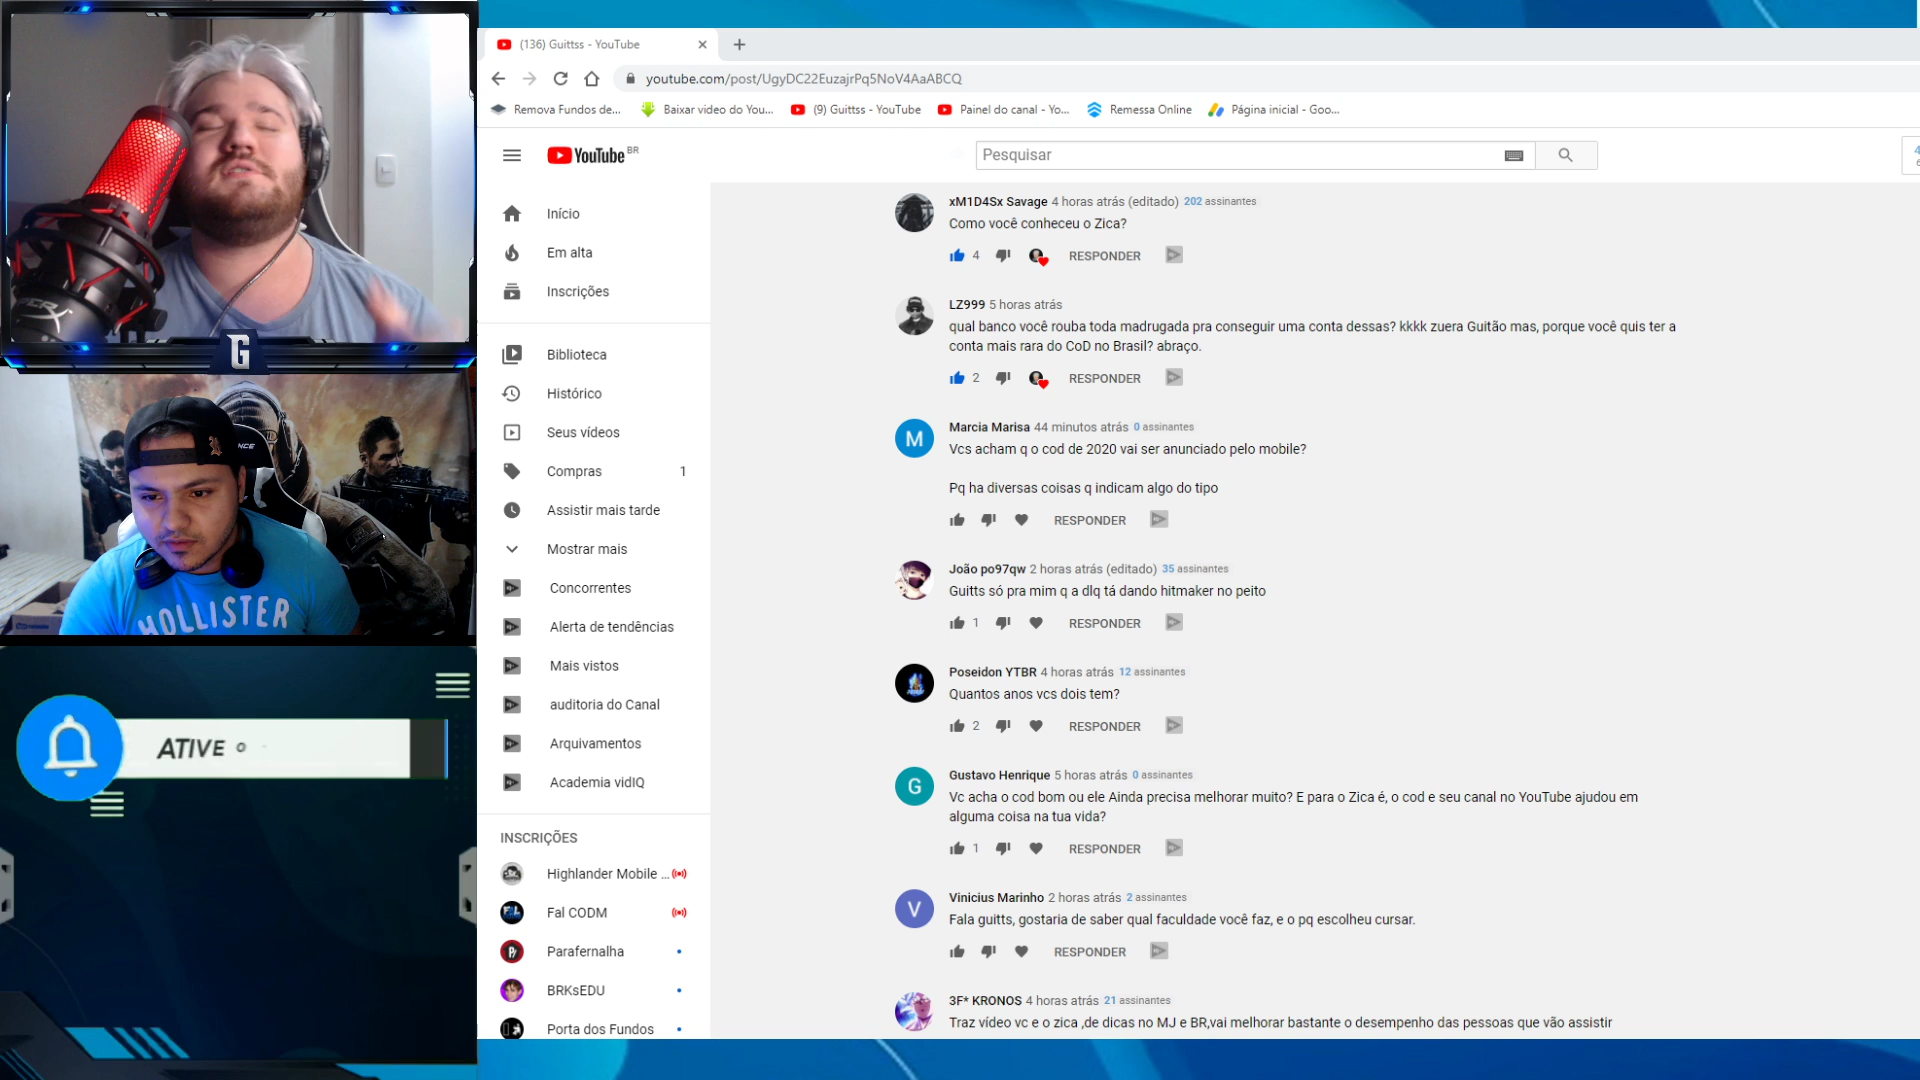 (136) Guittss - YouTube
youtube.com/post/UgyDC22EuzajrPq5NoV4AaABCQ
Remova Fundos de...
Baixar video do You...
(9) Guittss - YouTube
Painel do canal - Yo...
Remessa Online
Página inicial - Goo...
YouTube BR
Pesquisar
Início
Em alta
Inscrições
Biblioteca
Histórico
Seus vídeos
Compras 1
Assistir mais tarde
Mostrar mais
Concorrentes
Alerta de tendências
Mais vistos
auditoria do Canal
Arquivamentos
Academia vidIQ
INSCRIÇÕES
Highlander Mobile ...
Fal CODM
Parafernalha
BRKsEDU
Porta dos Fundos
xM1D4Sx Savage 4 horas atrás (editado) 202 assinantes
Como você conheceu o Zica?
4 RESPONDER
LZ999 5 horas atrás
qual banco você rouba toda madrugada pra conseguir uma conta dessas? kkkk zuera Guitão mas, porque você quis ter a
conta mais rara do CoD no Brasil? abraço.
2 RESPONDER
M
Marcia Marisa 44 minutos atrás 0 assinantes
Vcs acham q o cod de 2020 vai ser anunciado pelo mobile?
Pq ha diversas coisas q indicam algo do tipo
RESPONDER
João po97qw 2 horas atrás (editado) 35 assinantes
Guitts só pra mim q a dlq tá dando hitmaker no peito
1 RESPONDER
Poseidon YTBR 4 horas atrás 12 assinantes
Quantos anos vcs dois tem?
2 RESPONDER
G
Gustavo Henrique 5 horas atrás 0 assinantes
Vc acha o cod bom ou ele Ainda precisa melhorar muito? E para o Zica é, o cod e seu canal no YouTube ajudou em
alguma coisa na tua vida?
1 RESPONDER
V
Vinicius Marinho 2 horas atrás 2 assinantes
Fala guitts, gostaria de saber qual faculdade você faz, e o pq escolheu cursar.
RESPONDER
3F* KRONOS 4 horas atrás 21 assinantes
Traz vídeo vc e o zica ,de dicas no MJ e BR,vai melhorar bastante o desempenho das pessoas que vão assistir
G
HOLLISTER
ATIVE O